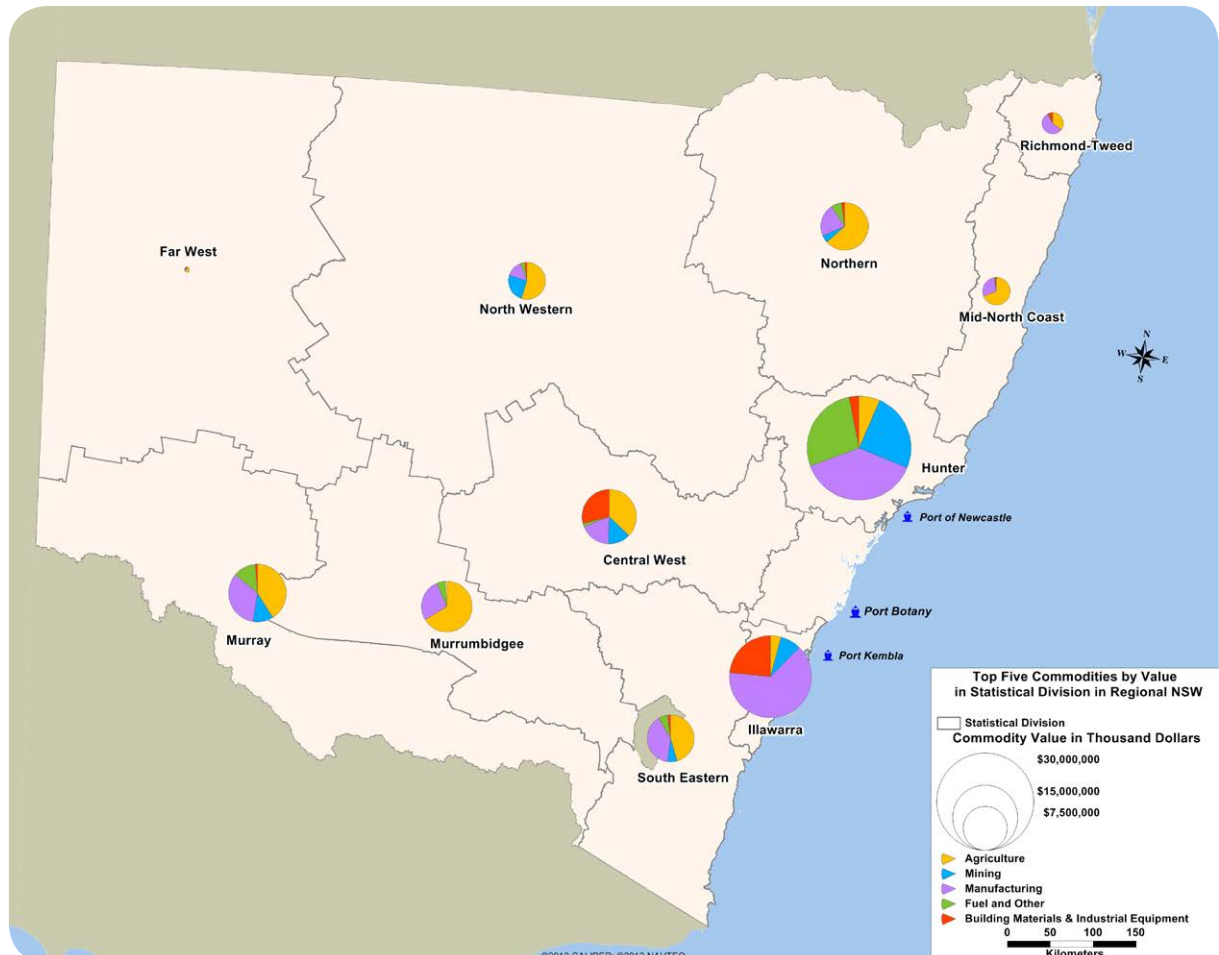 Richmond-Tweed
Far West
Northern
North Western
Mid-North Coast
N
W
E
S
Hunter
Port of Newcastle
Central West
Port Botany
Murray
Murrumbidgee
Port Kembla
Illawarra
South Eastern
Top Five Commodities by Value
in Statistical Division in Regional NSW
Statistical Division
Commodity Value in Thousand Dollars
$30,000,000
$15,000,000
$7,500,000
Agriculture
Mining
Manufacturing
Fuel and Other
Building Materials & Industrial Equipment
0 50 100 150
Kilometers